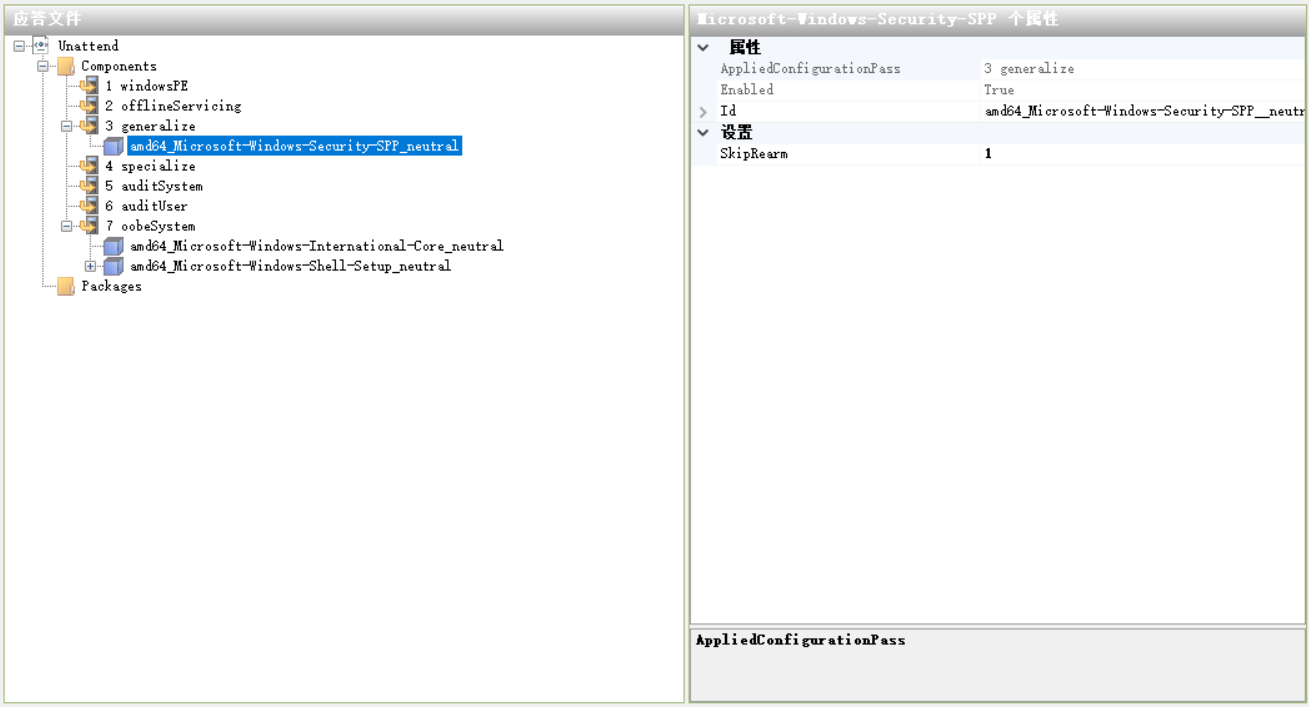 应答文件
Unattend
Components
1 windowsPE
2 offlineServicing
3 generalize
amd64_Microsoft-Windows-Security-SPP_neutral
4 specialize
5 auditSystem
6 auditUser
7 oobeSystem
amd64_Microsoft-Windows-International-Core_neutral
amd64_Microsoft-Windows-Shell-Setup_neutral
Packages
Microsoft-Windows-Security-SPP 个属性
属性
AppliedConfigurationPass 3 generalize
Enabled True
Id amd64_Microsoft-Windows-Security-SPP__neutr
设置
SkipRearm 1
AppliedConfigurationPass